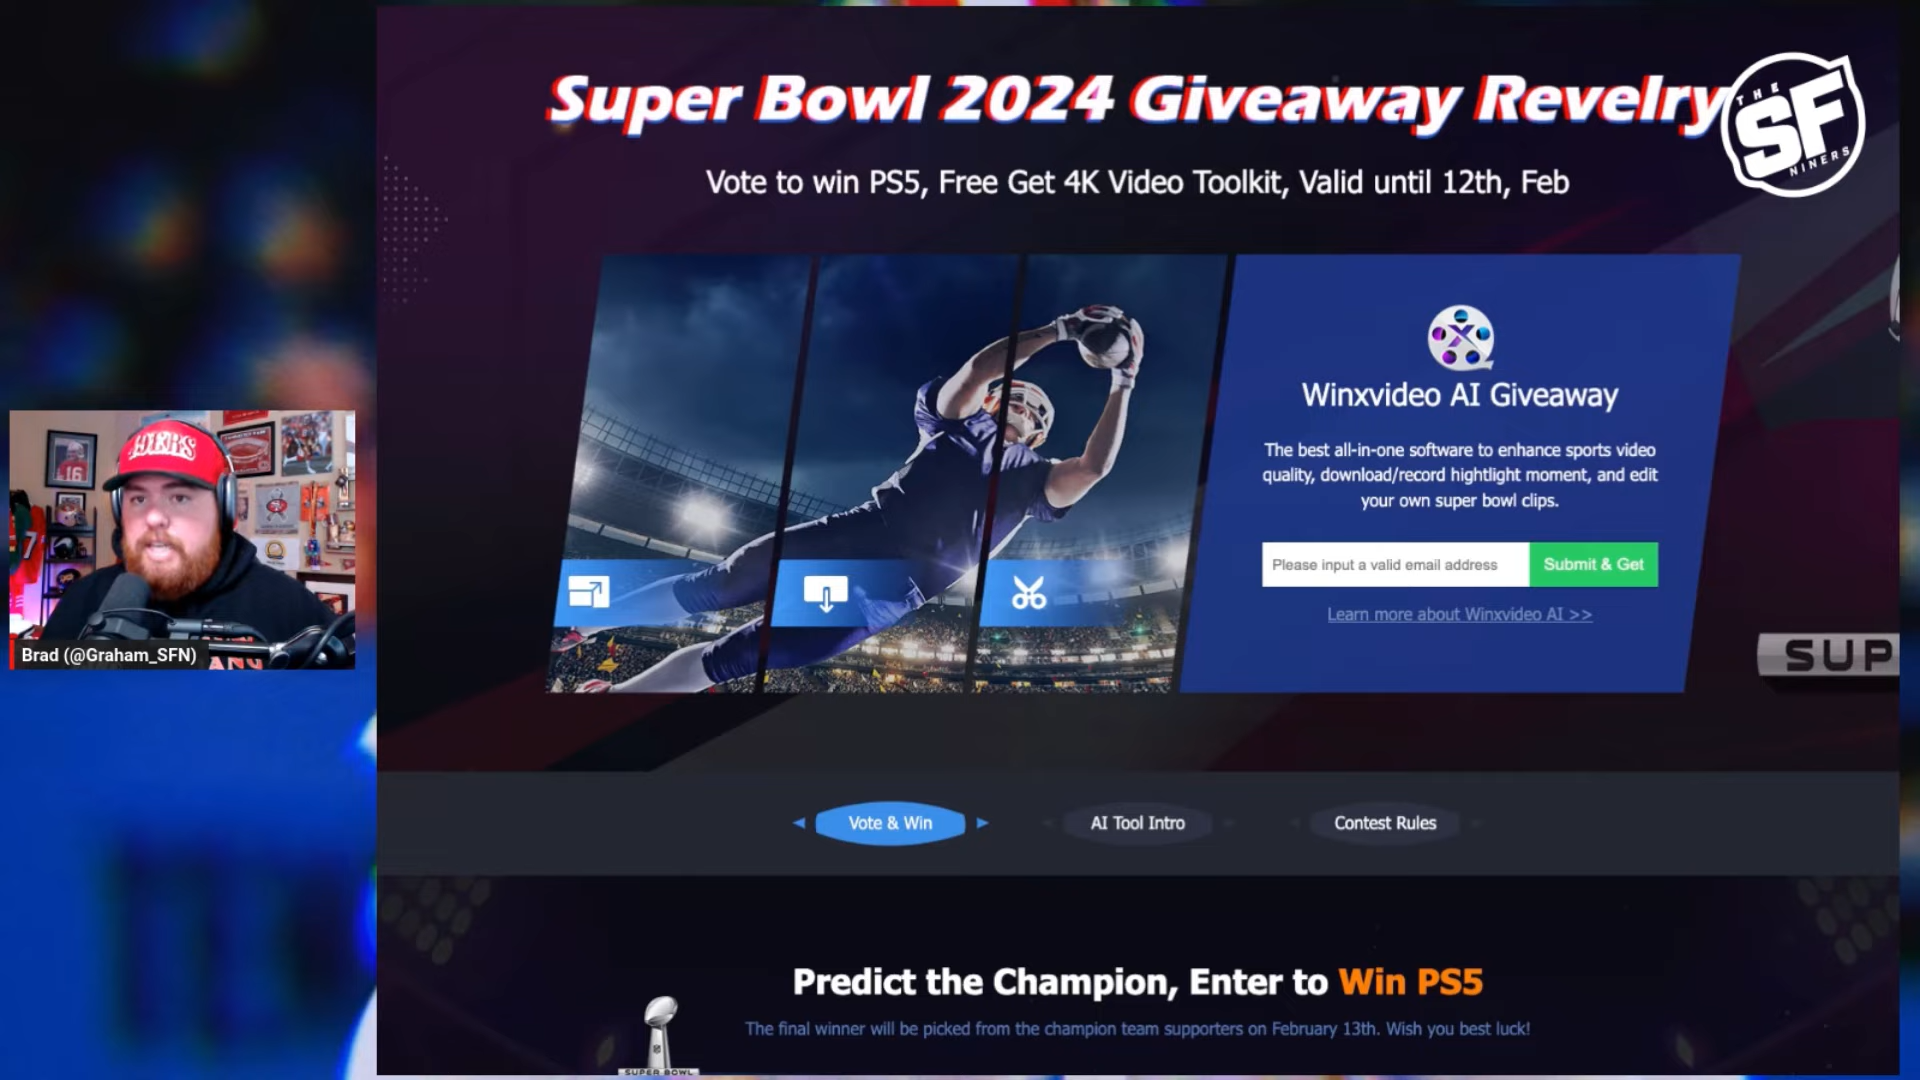 Super Bowl 2024 Giveaway Revelry
THE
SF
NINERS
Vote to win PS5, Free Get 4K Video Toolkit, Valid until 12th, Feb
Winxvideo AI Giveaway
The best all-in-one software to enhance sports video
quality, download/record hightlight moment, and edit
your own super bowl clips.
Please input a valid email address
Submit & Get
Learn more about Winxvideo AI >>
16
7
Brad (@Graham_SFN)
SUP
Vote & Win
AI Tool Intro
Contest Rules
Predict the Champion, Enter to Win PS5
The final winner will be picked from the champion team supporters on February 13th. Wish you best luck!
SUPER BOWL